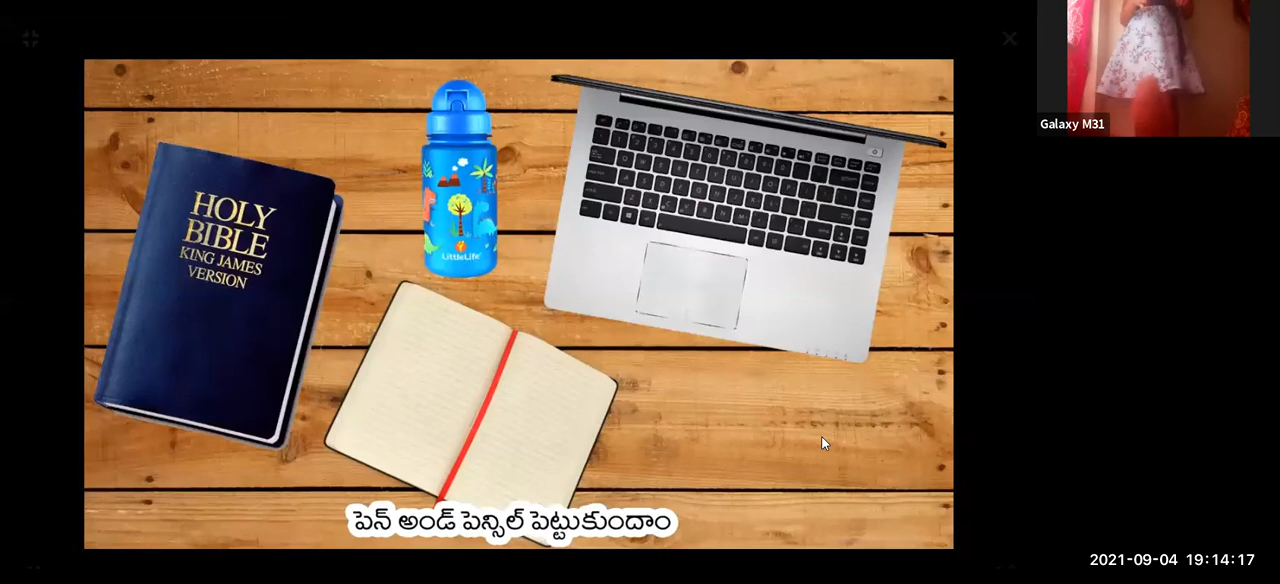 Galaxy M31
HOLY
BIBLE
KING JAMES
VERSION
LittleLife
పెన్ అండ్ పెన్సిల్ పెట్టుకుందాం
2021-09-04 19:14:17